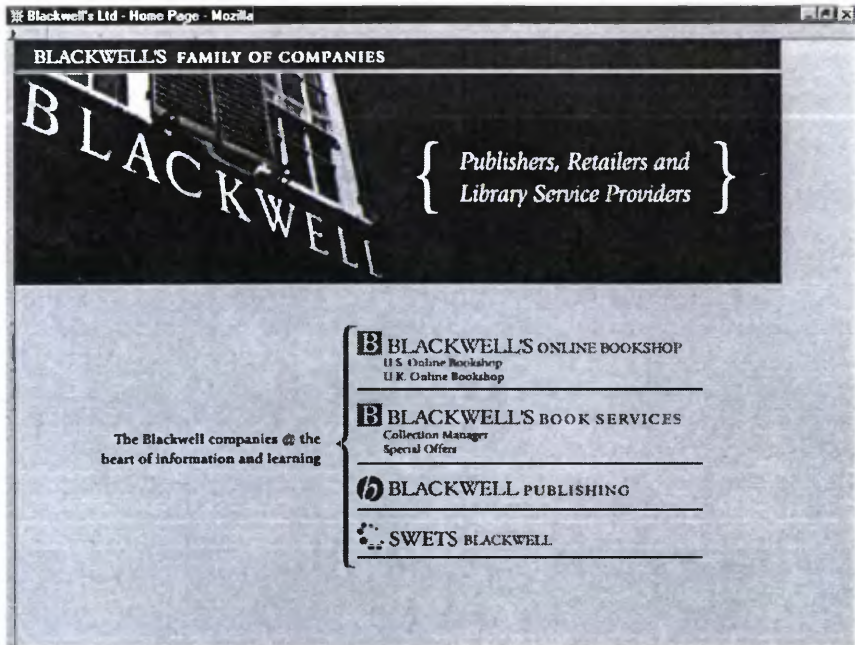 Blackwell's Ltd - Home Page - Mozilla
BLACKWELL'S FAMILY OF COMPANIES
BLACKWELL
{ Publishers, Retailers and
Library Service Providers }
B BLACKWELL'S ONLINE BOOKSHOP
U.S. Online Bookshop
U.K. Online Bookshop
B BLACKWELL'S BOOK SERVICES
Collection Manager
Special Offers
The Blackwell companies @ the
heart of information and learning
b BLACKWELL PUBLISHING
SWETS BLACKWELL